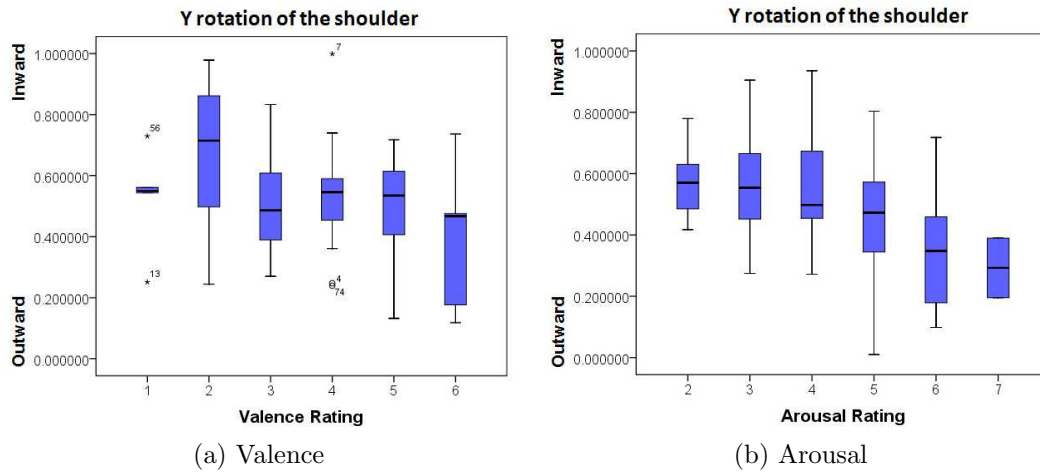 Y rotation of the shoulder
Inward
Outward
1.000000
0.800000
0.600000
0.400000
0.200000
0.000000
56
13
7
4
74
1 2 3 4 5 6
Valence Rating
(a) Valence
Y rotation of the shoulder
Inward
Outward
1.000000
0.800000
0.600000
0.400000
0.200000
0.000000
2 3 4 5 6 7
Arousal Rating
(b) Arousal